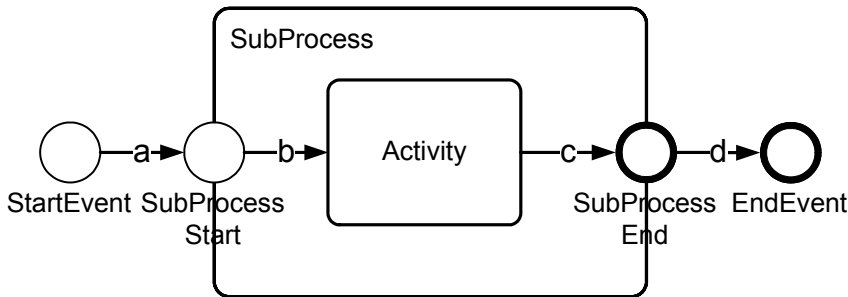 SubProcess
a
b
Activity
c
d
StartEvent
SubProcess
Start
SubProcess
End
EndEvent